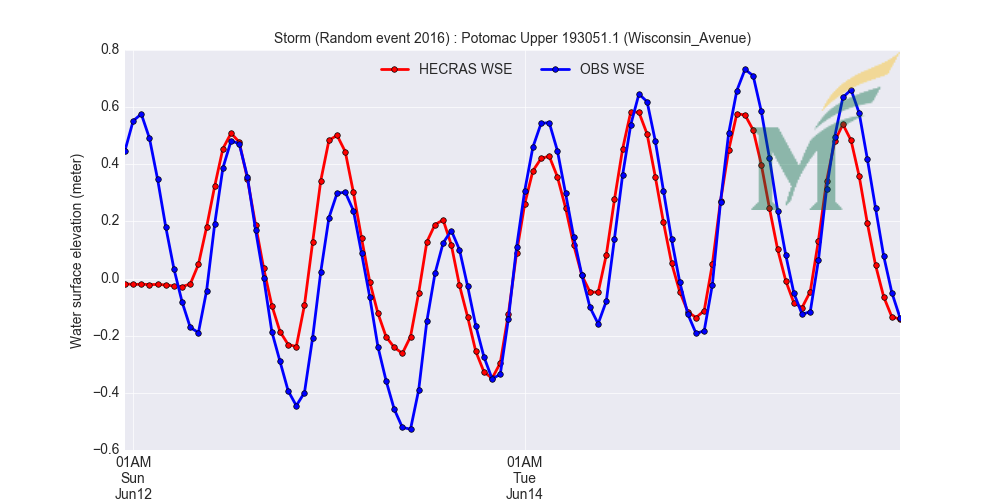 Storm (Random event 2016) : Potomac Upper 193051.1 (Wisconsin_Avenue)
HECRAS WSE OBS WSE
Water surface elevation (meter)
0.8
0.6
0.4
0.2
0.0
−0.2
−0.4
−0.6
01AM
Sun
Jun12
01AM
Tue
Jun14
M